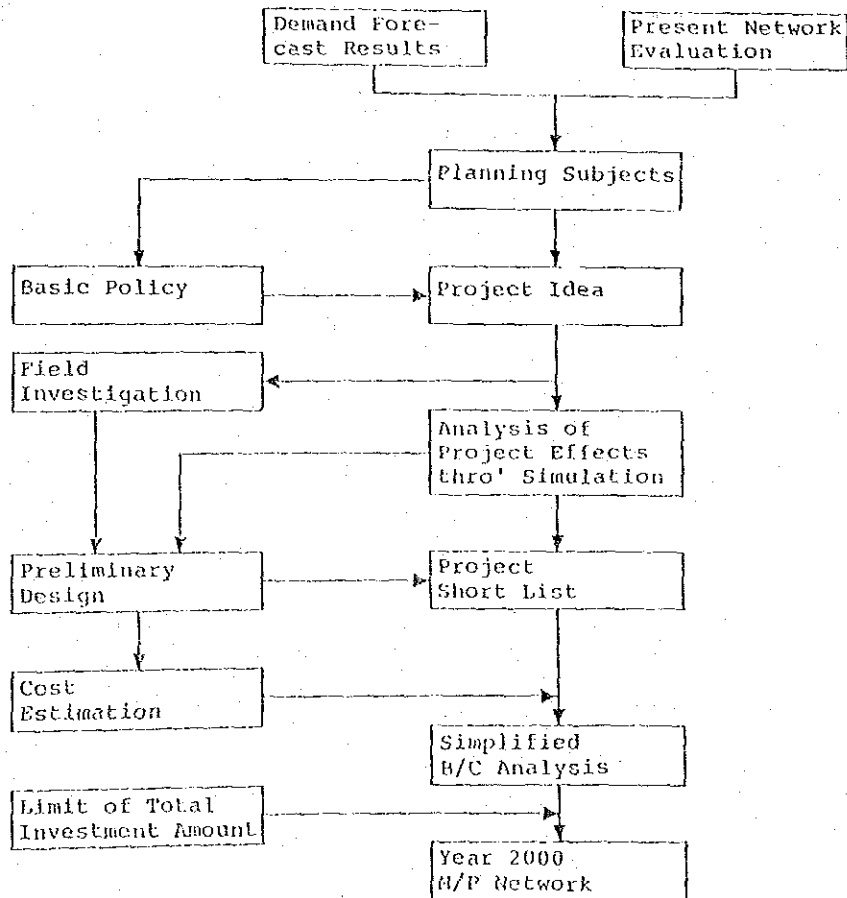 Demand Fore-
cast Results
Present Network
Evaluation
Planning Subjects
Basic Policy
Project Idea
Field
Investigation
Analysis of
Project Effects
thro' Simulation
Preliminary
Design
Project
Short List
Cost
Estimation
Simplified
B/C Analysis
Limit of Total
Investment Amount
Year 2000
M/P Network